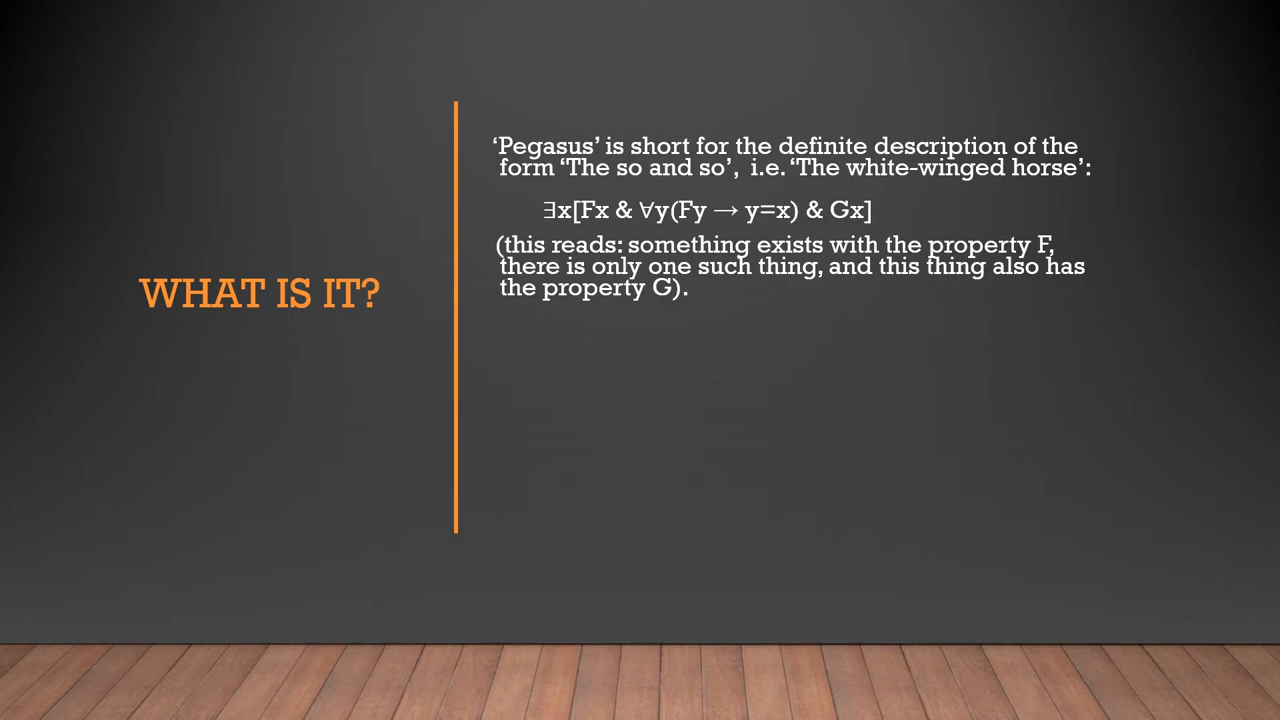 WHAT IS IT?
‘Pegasus’ is short for the definite description of the
form ‘The so and so’, i.e. ‘The white-winged horse’:
∃x[Fx & ∀y(Fy → y=x) & Gx]
(this reads: something exists with the property F,
there is only one such thing, and this thing also has
the property G).